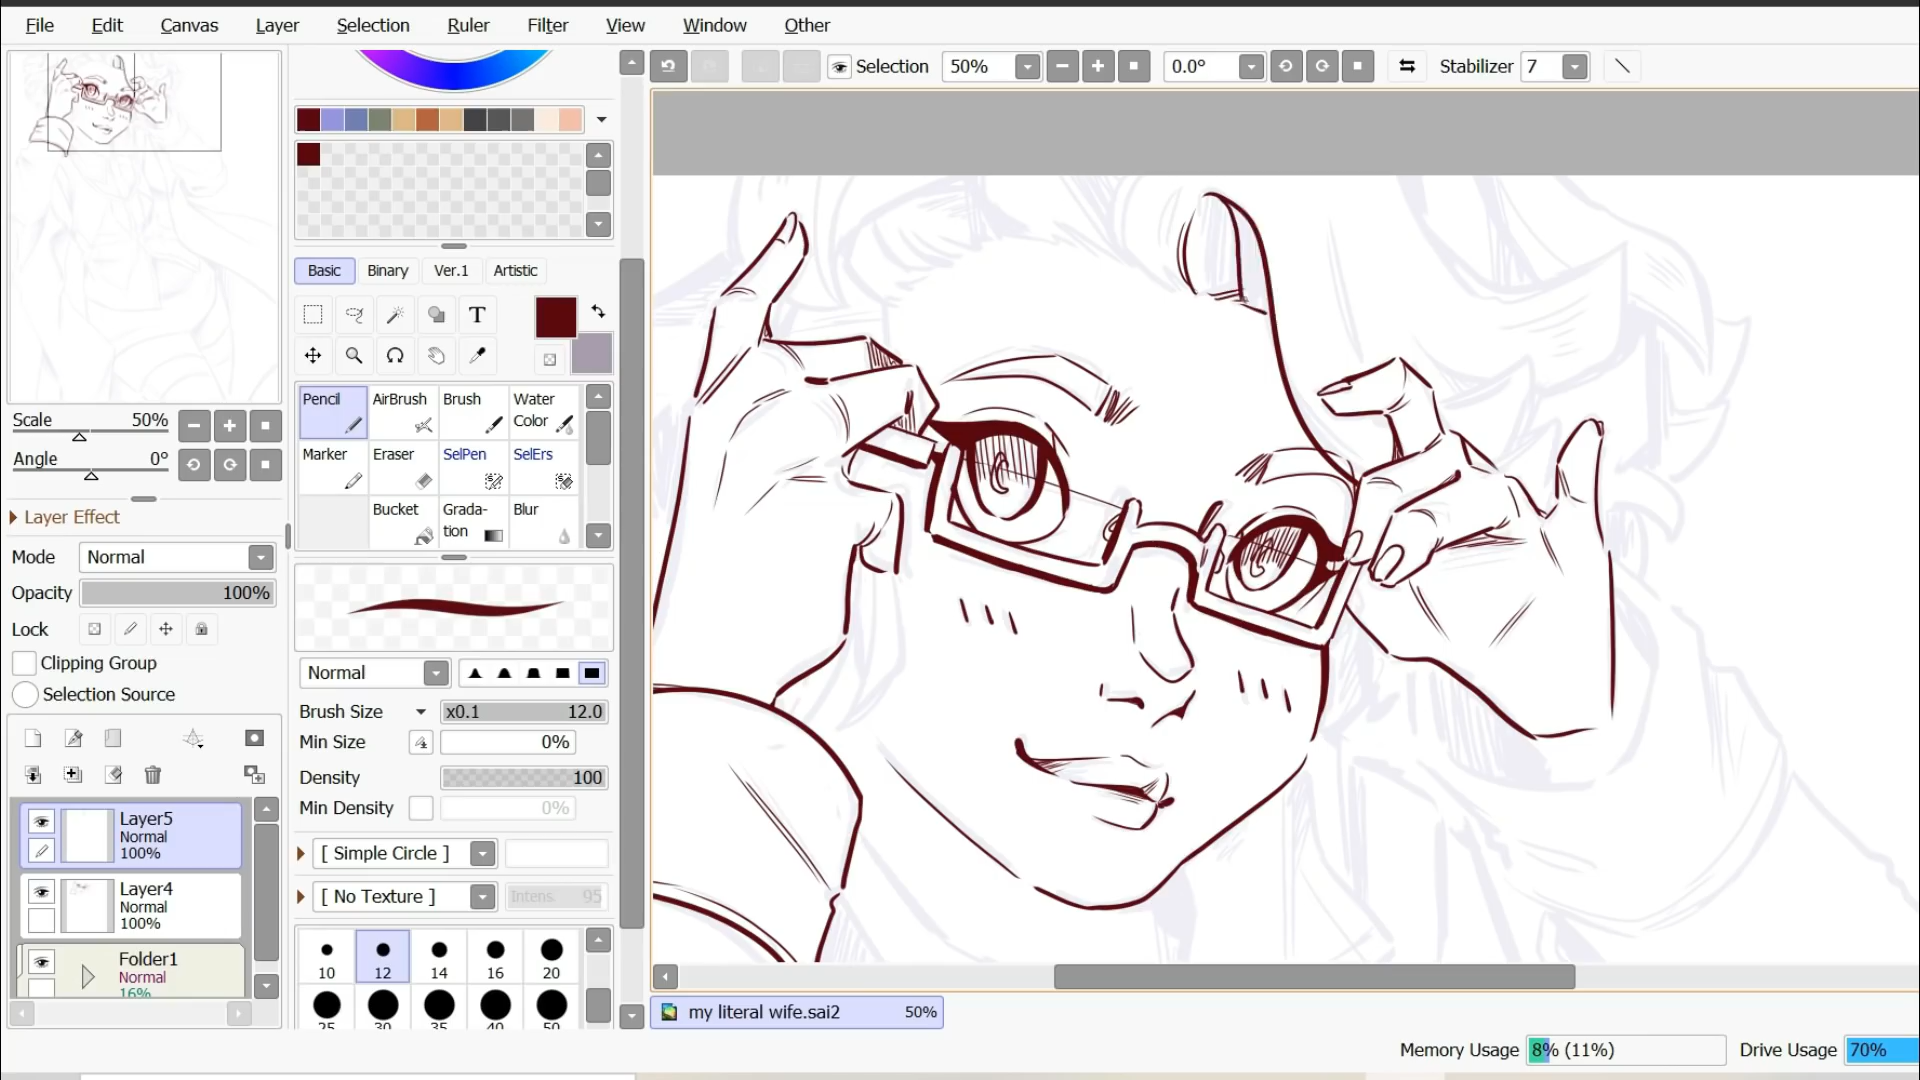 File Edit Canvas Layer Selection Ruler Filter View Window Other
Selection 50% 0.0° Stabilizer 7
Basic Binary Ver.1 Artistic
T
Pencil AirBrush Brush Water Color
Scale 50%
Marker Eraser SelPen SelErs
Angle 0°
Bucket Grada-tion Blur
Layer Effect
Mode Normal
Opacity 100%
Lock
Clipping Group
Selection Source
Normal
Brush Size x0.1 12.0
Min Size 0%
Density 100
Min Density 0%
[ Simple Circle ]
[ No Texture ] Intens. 95
Layer5
Normal
100%
Layer4
Normal
100%
Folder1
Normal
16%
10 12 14 16 20
25 30 35 40 50
my literal wife.sai2 50%
Memory Usage 8% (11%) Drive Usage 70%